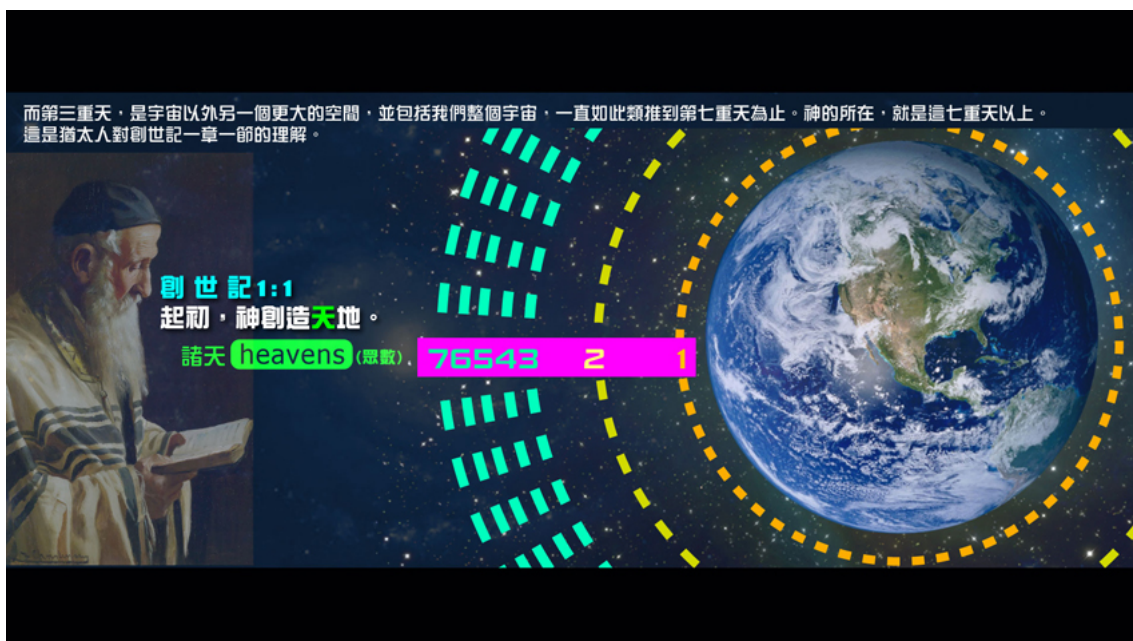 而第三重天，是宇宙以外另一個更大的空間，並包括我們整個宇宙，一直如此類推到第七重天為止。神的所在，就是這七重天以上。
這是猶太人對創世記一章一節的理解。
創世記1:1
起初，神創造天地。
諸天 heavens (眾數) 76543 2 1